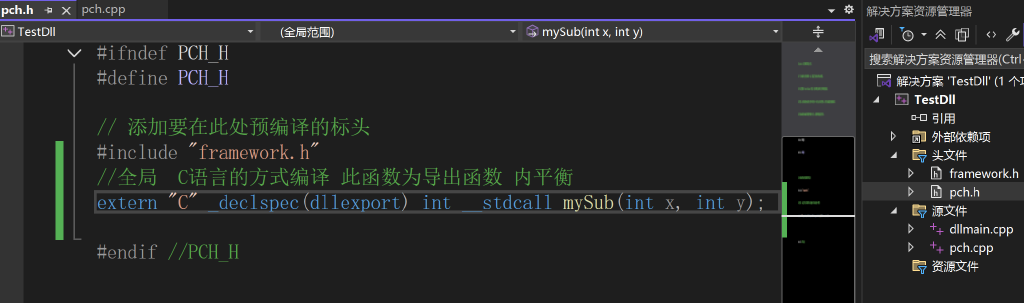 pch.h
pch.cpp
TestDll
(全局范围)
mySub(int x, int y)
#ifndef PCH_H
#define PCH_H
// 添加要在此处预编译的标头
#include "framework.h"
//全局  C语言的方式编译 此函数为导出函数 内平衡
extern "C" _declspec(dllexport) int __stdcall mySub(int x, int y);
#endif //PCH_H
解决方案资源管理器
搜索解决方案资源管理器(Ctrl+
解决方案 'TestDll' (1 个项
TestDll
引用
外部依赖项
头文件
framework.h
pch.h
源文件
dllmain.cpp
pch.cpp
资源文件